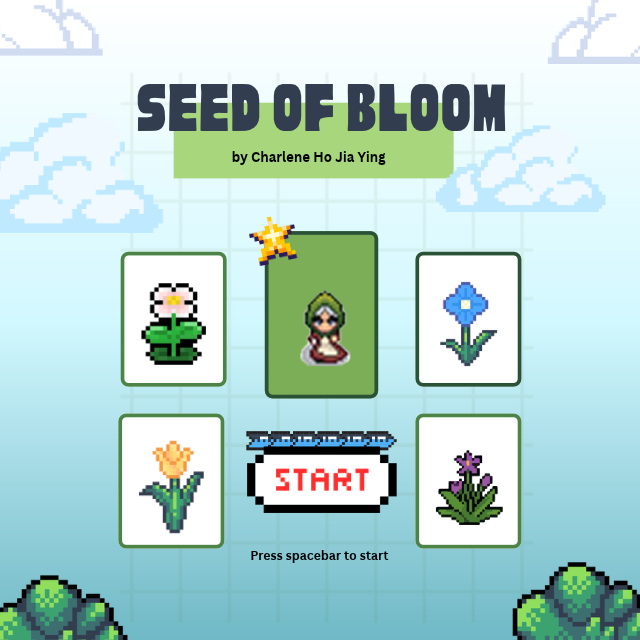 SEED OF BLOOM
by Charlene Ho Jia Ying
START
Press spacebar to start